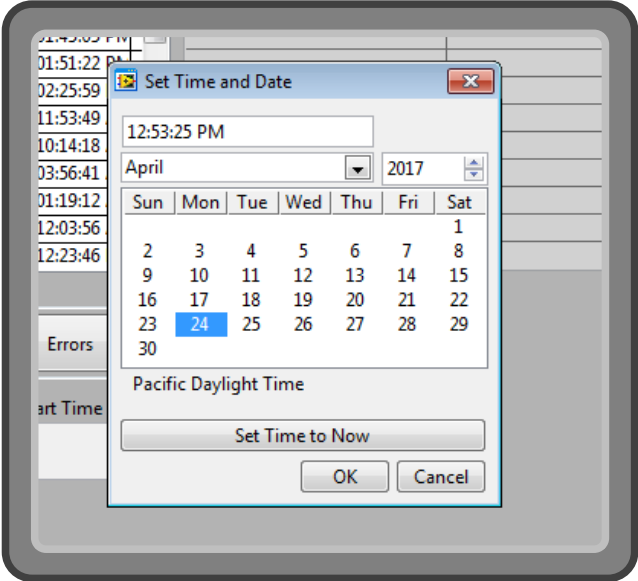 01:51:22 PM
02:25:59
11:53:49
10:14:18
03:56:41
01:19:12
12:03:56
12:23:46
Errors
art Time
Set Time and Date
12:53:25 PM
April 2017
Sun Mon Tue Wed Thu Fri Sat
1
2 3 4 5 6 7 8
9 10 11 12 13 14 15
16 17 18 19 20 21 22
23 24 25 26 27 28 29
30
Pacific Daylight Time
Set Time to Now
OK Cancel